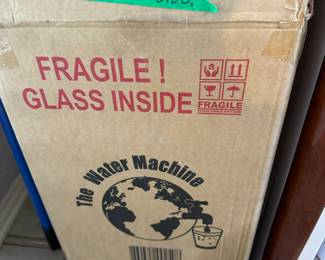 FRAGILE !
GLASS INSIDE
FRAGILE
The Water Machine